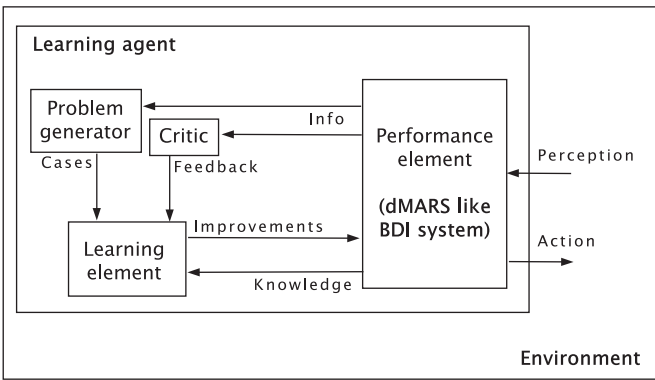 Learning agent
Problem
generator
Critic
Info
Performance
element
(dMARS like
BDI system)
Perception
Cases
Feedback
Learning
element
Improvements
Action
Knowledge
Environment